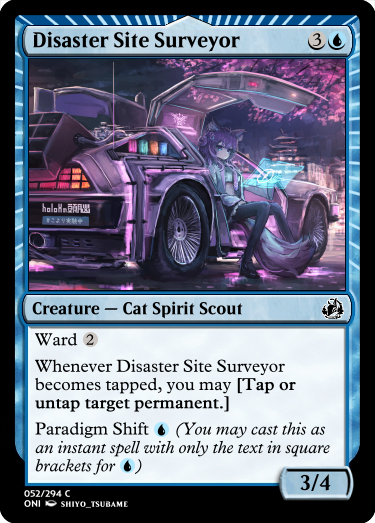 Disaster Site Surveyor 3
Creature — Cat Spirit Scout
Ward 2
Whenever Disaster Site Surveyor
becomes tapped, you may [Tap or
untap target permanent.]
Paradigm Shift (You may cast this as
an instant spell with only the text in square
brackets for )
3/4
052/294 C
ONI SHIYO_TSUBAME